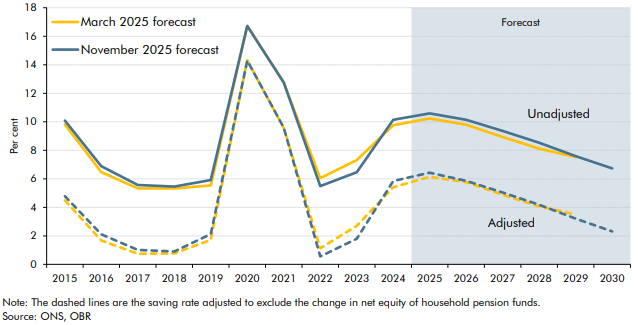 18
16
14
12
10
8
6
4
2
0
Per cent
March 2025 forecast
November 2025 forecast
Forecast
Unadjusted
Adjusted
2015 2016 2017 2018 2019 2020 2021 2022 2023 2024 2025 2026 2027 2028 2029 2030
Note: The dashed lines are the saving rate adjusted to exclude the change in net equity of household pension funds.
Source: ONS, OBR